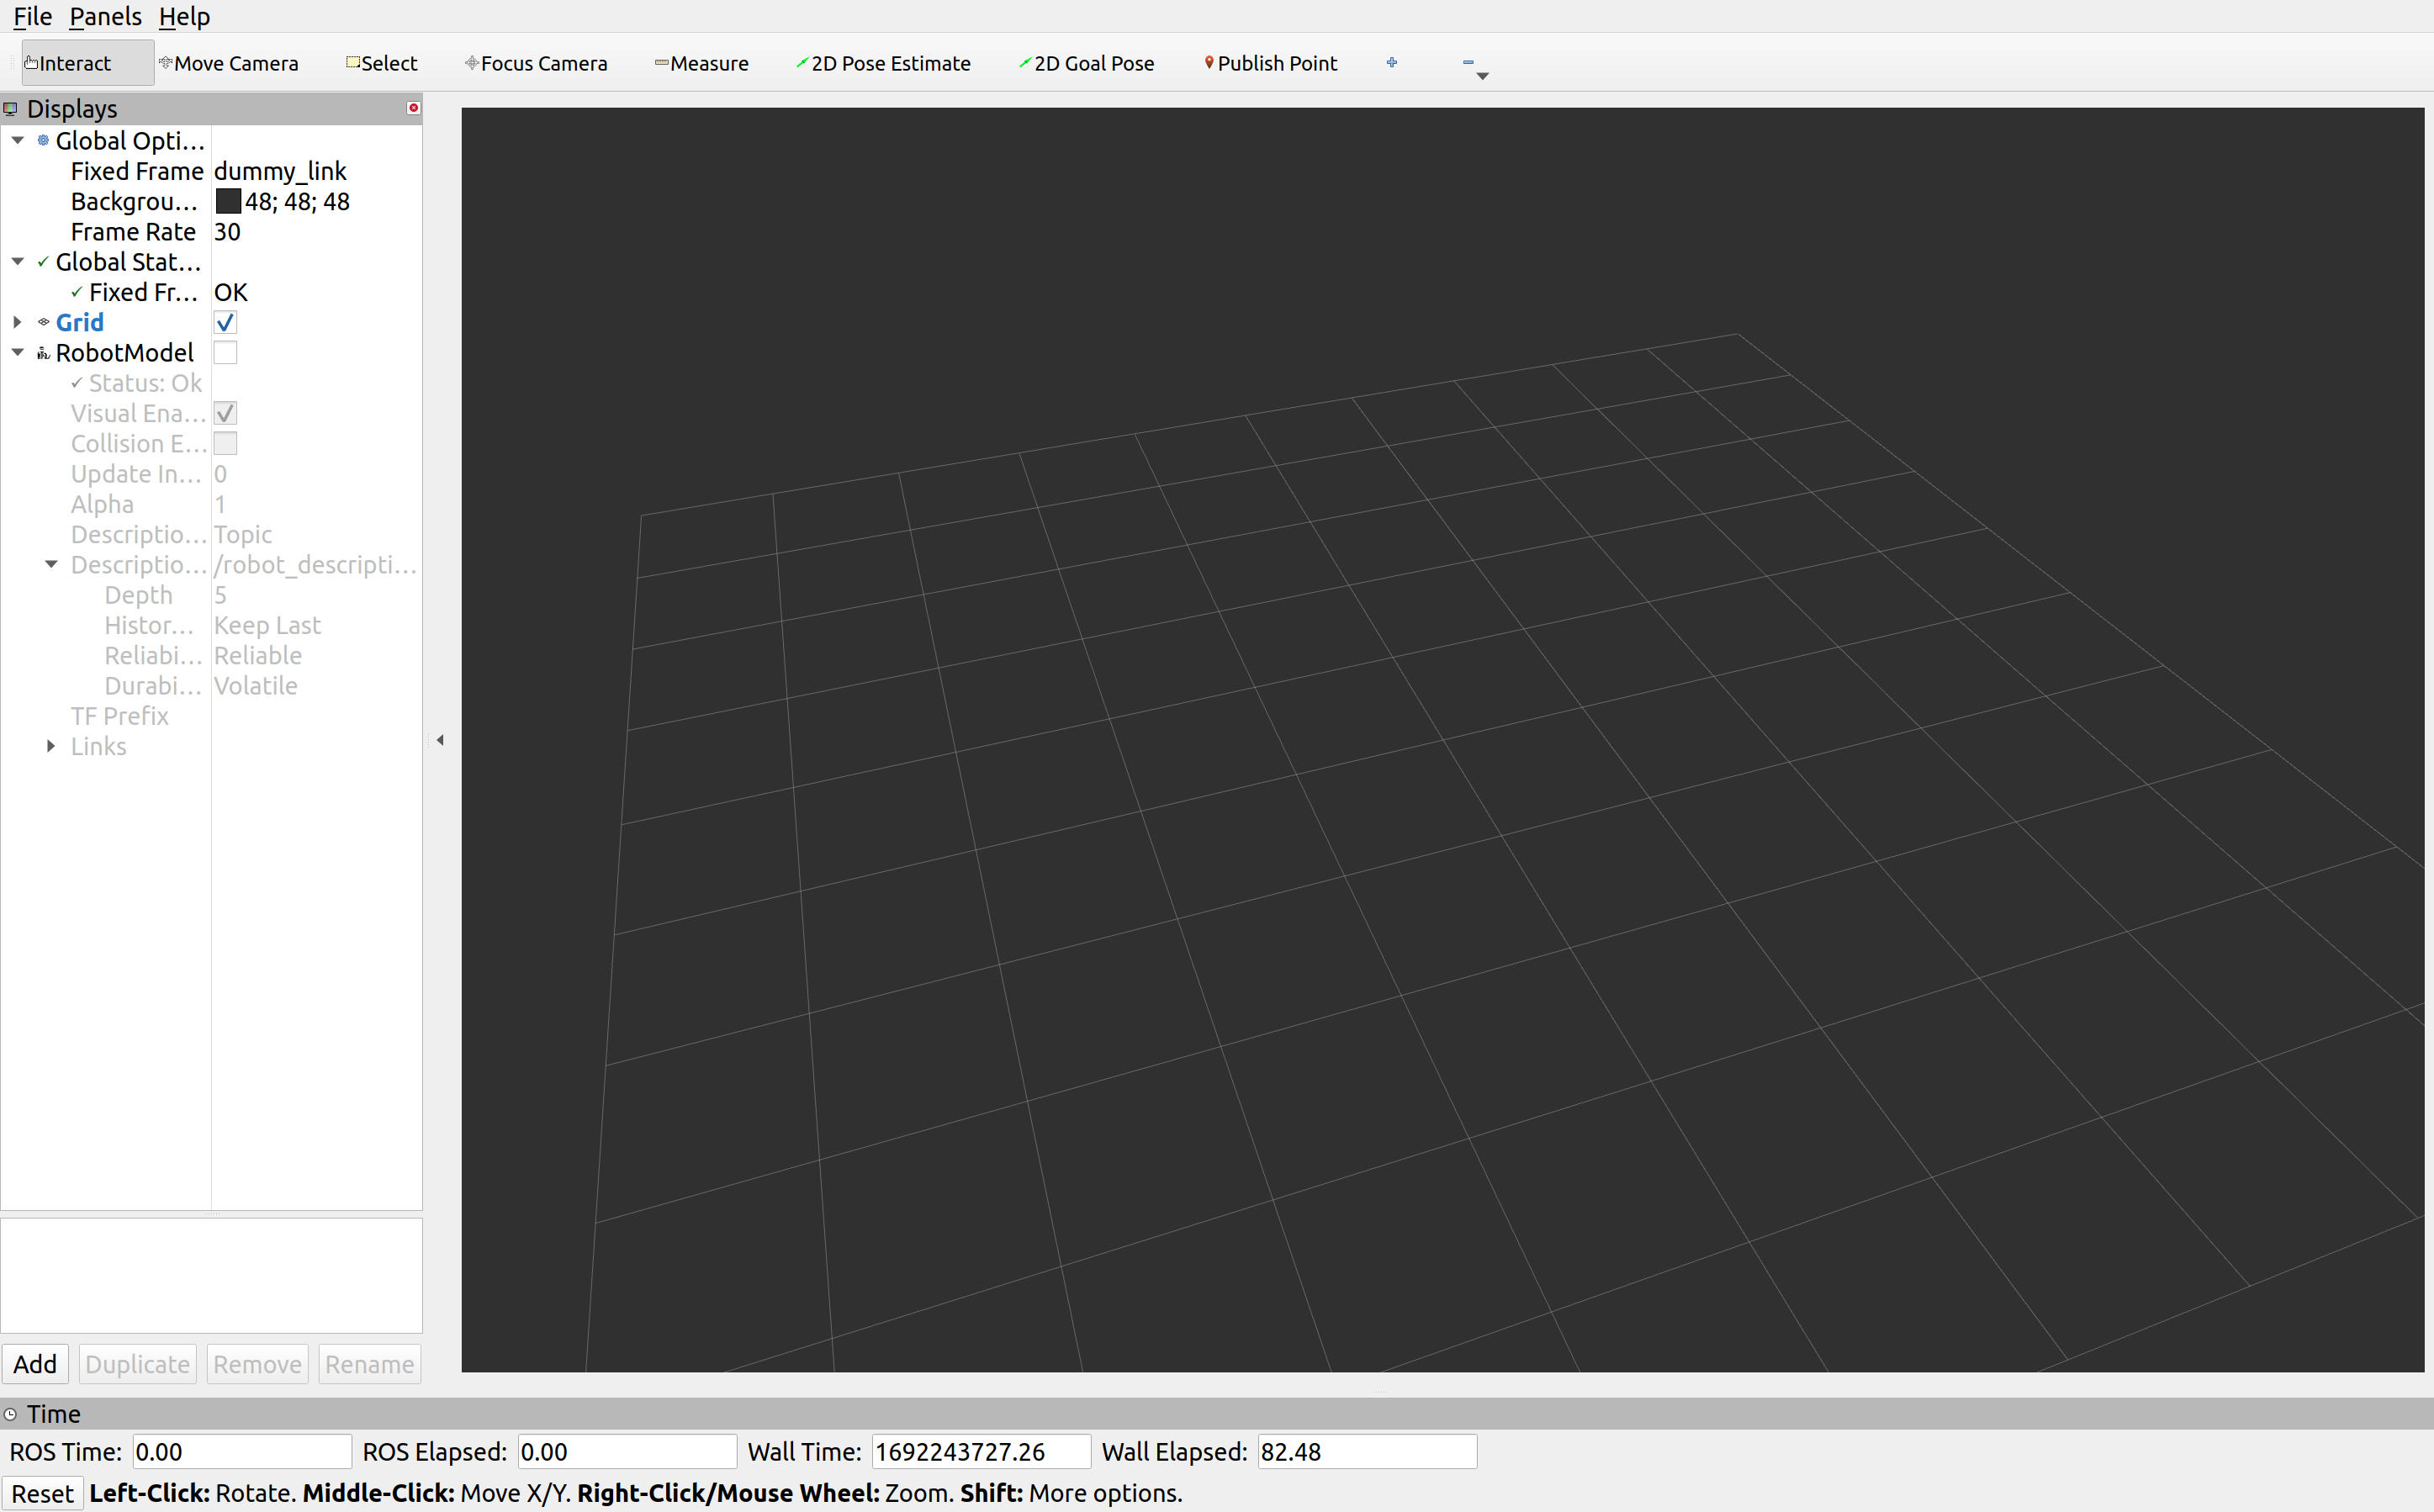 File Panels Help
Interact Move Camera Select Focus Camera Measure 2D Pose Estimate 2D Goal Pose Publish Point
Displays
Global Opti...
Fixed Frame dummy_link
Backgrou... 48; 48; 48
Frame Rate 30
Global Stat...
Fixed Fr... OK
Grid
RobotModel
Status: Ok
Visual Ena...
Collision E...
Update In... 0
Alpha 1
Descriptio... Topic
Descriptio... /robot_descripti...
Depth 5
Histor... Keep Last
Reliabi... Reliable
Durabi... Volatile
TF Prefix
Links
Add Duplicate Remove Rename
Time
ROS Time: 0.00 ROS Elapsed: 0.00 Wall Time: 1692243727.26 Wall Elapsed: 82.48
Reset Left-Click: Rotate. Middle-Click: Move X/Y. Right-Click/Mouse Wheel: Zoom. Shift: More options.